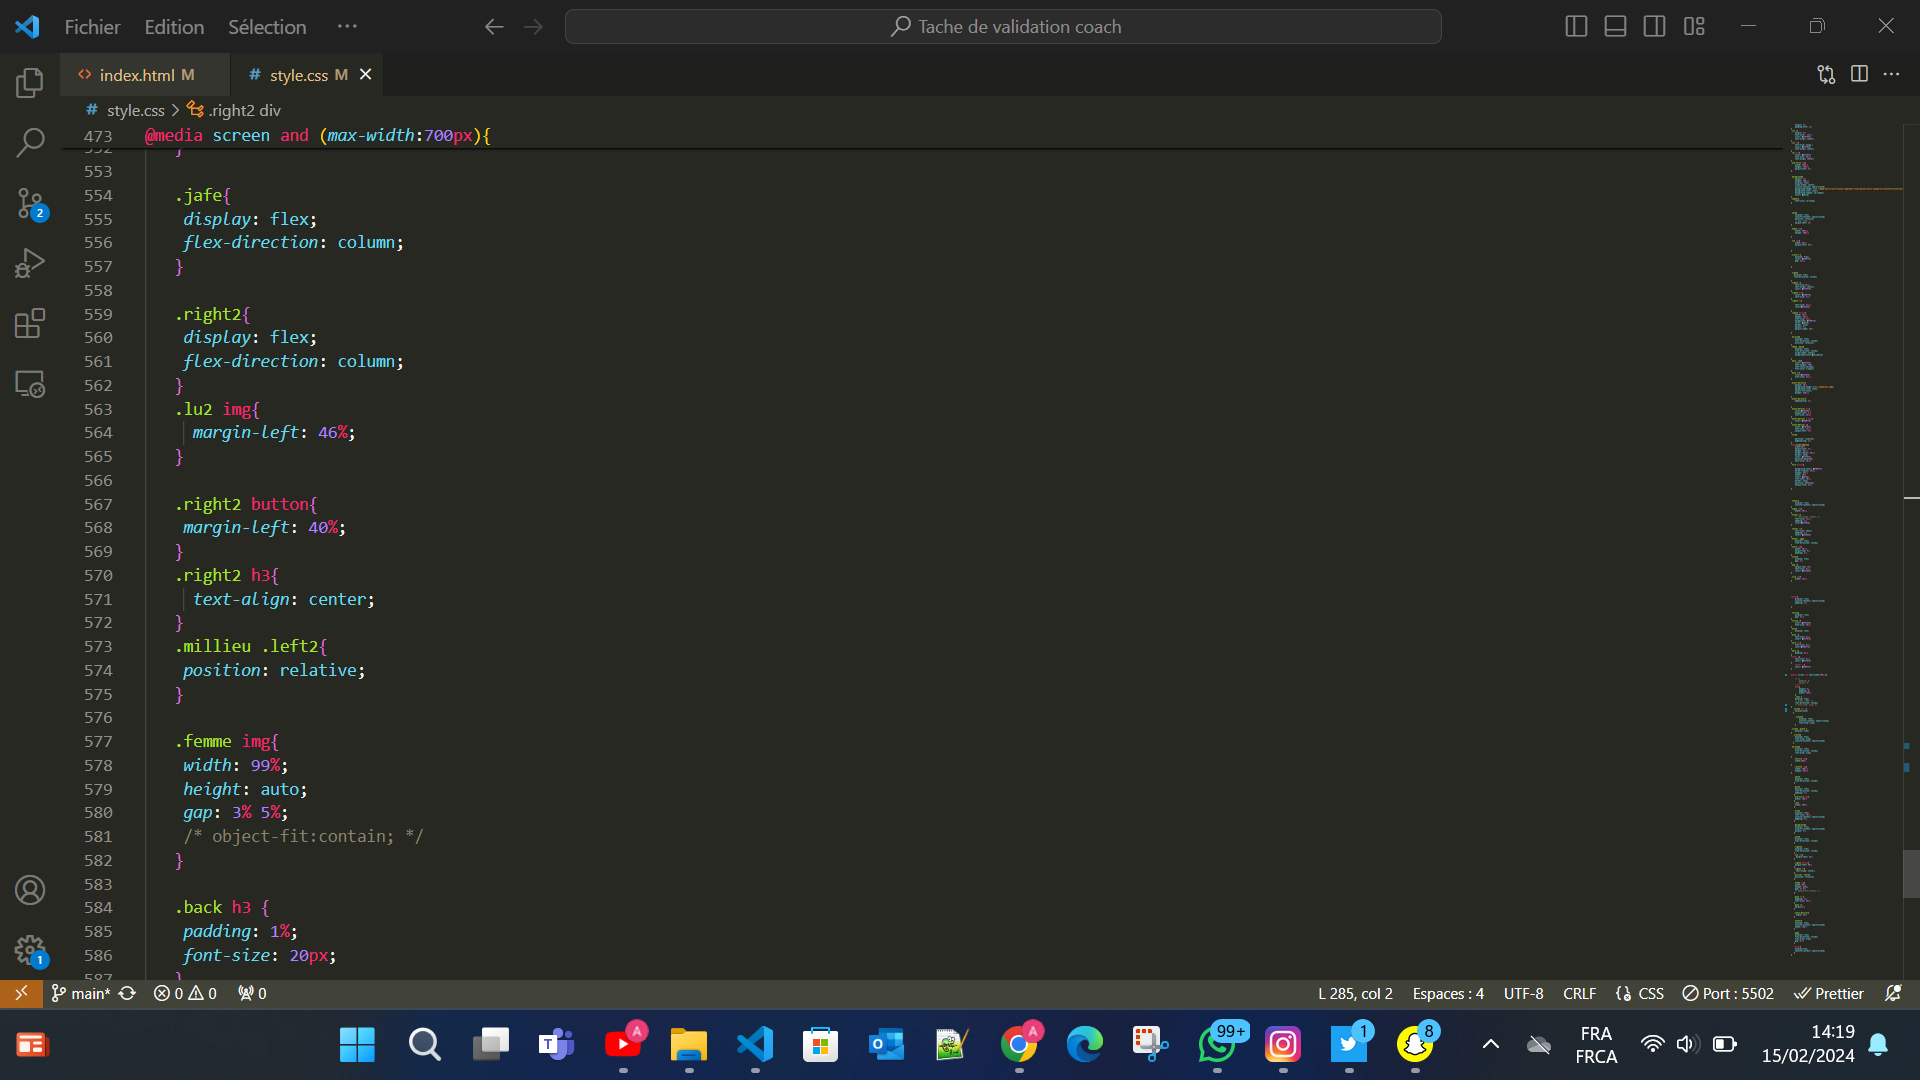 Fichier Edition Sélection ··· Tache de validation coach
index.html M style.css M
style.css > .right2 div
473 @media screen and (max-width:700px){
552 }
553
554 .jafe{
555 display: flex;
556 flex-direction: column;
557 }
558
559 .right2{
560 display: flex;
561 flex-direction: column;
562 }
563 .lu2 img{
564 margin-left: 46%;
565 }
566
567 .right2 button{
568 margin-left: 40%;
569 }
570 .right2 h3{
571 text-align: center;
572 }
573 .millieu .left2{
574 position: relative;
575 }
576
577 .femme img{
578 width: 99%;
579 height: auto;
580 gap: 3% 5%;
581 /* object-fit:contain; */
582 }
583
584 .back h3 {
585 padding: 1%;
586 font-size: 20px;
587 }
2
1
main* 0 0 0 L 285, col 2 Espaces : 4 UTF-8 CRLF CSS Port : 5502 Prettier
A A 99+ 1 8
FRA
FRCA
14:19
15/02/2024